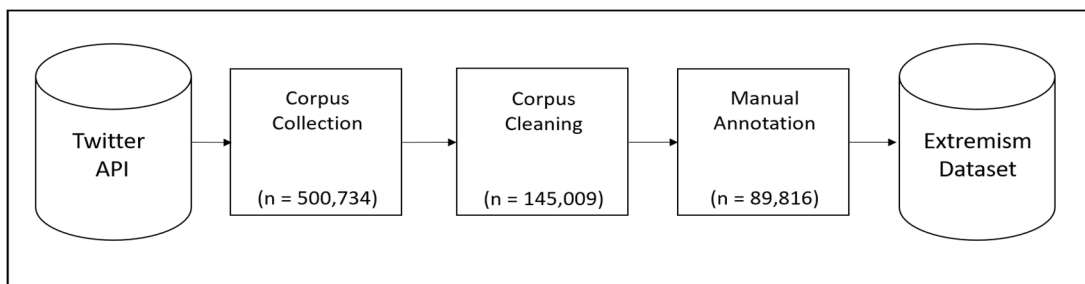 Twitter
API
Corpus
Collection
(n = 500,734)
Corpus
Cleaning
(n = 145,009)
Manual
Annotation
(n = 89,816)
Extremism
Dataset